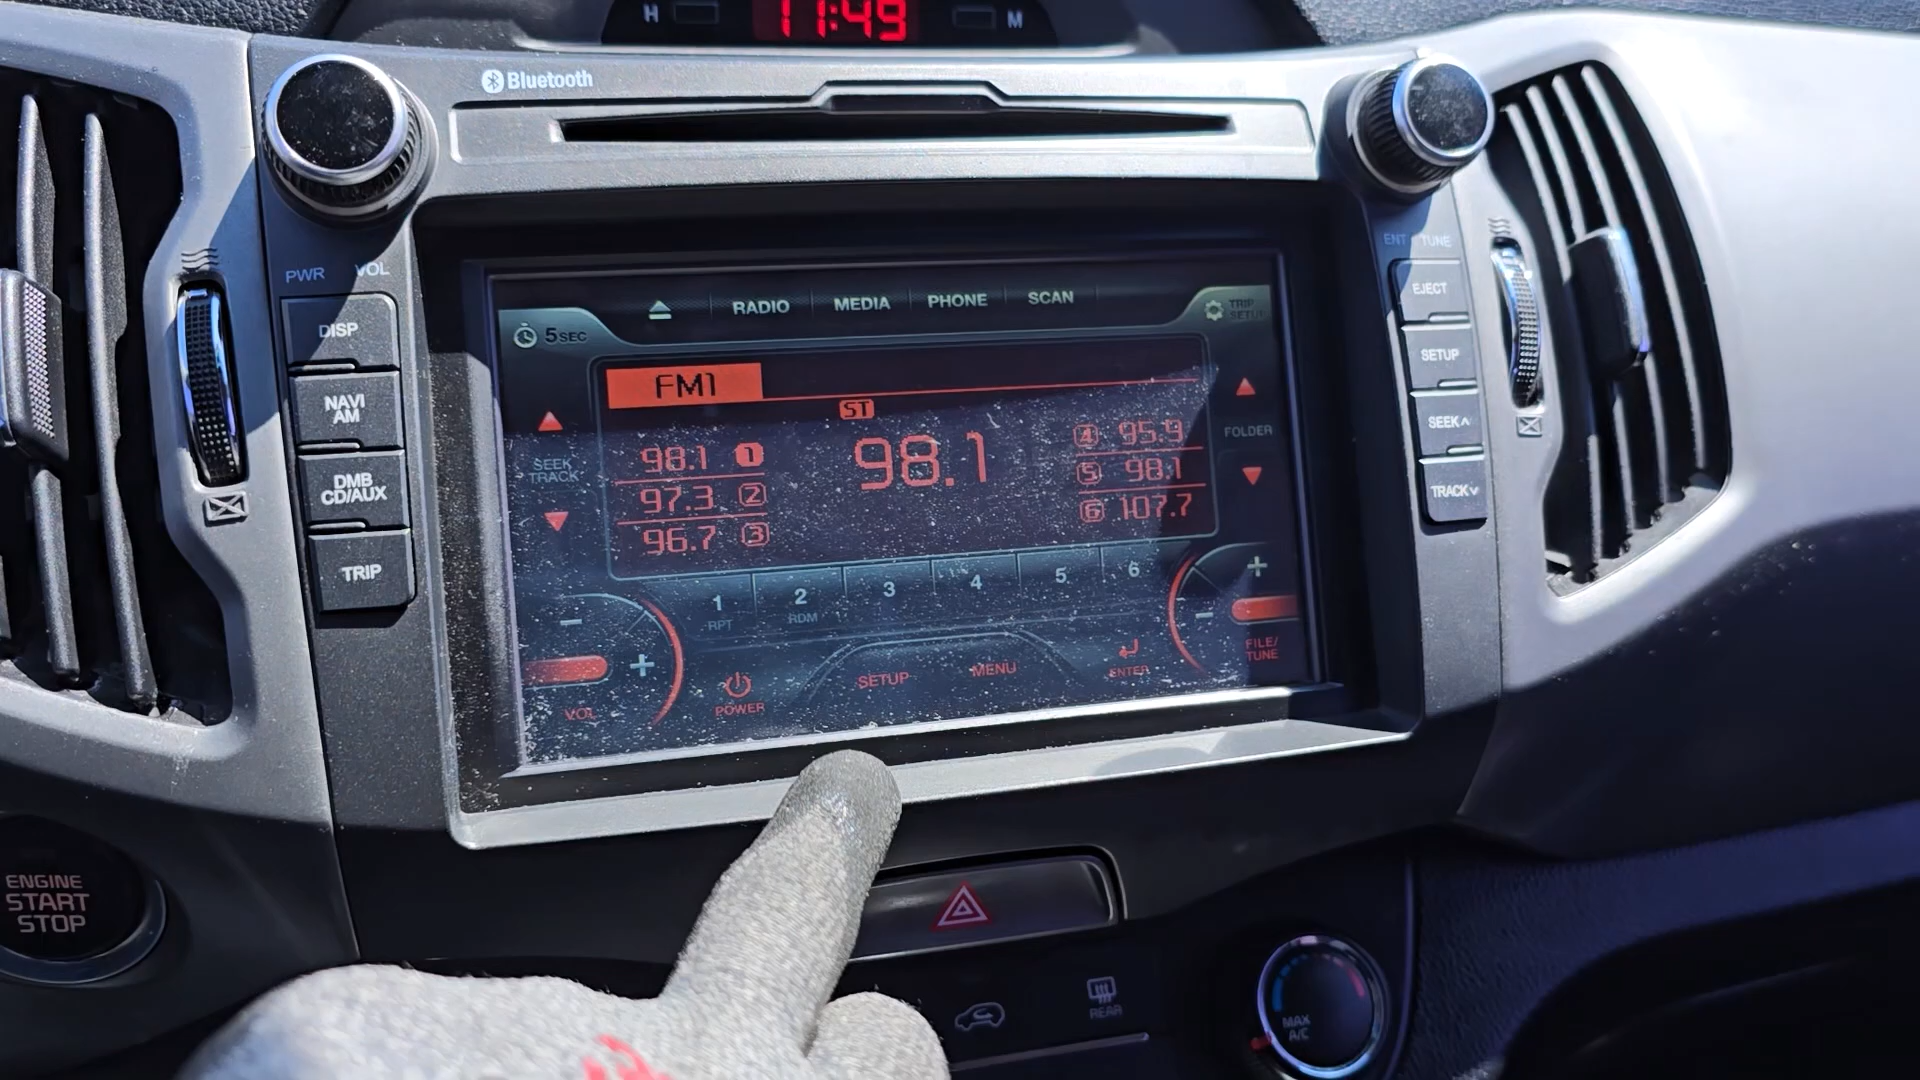 H 11:49 M
Bluetooth
PWR VOL
ENT TUNE
DISP
NAVI
AM
DMB
CD/AUX
TRIP
EJECT
SETUP
SEEK
TRACK
RADIO MEDIA PHONE SCAN
5SEC
TRIP
SETUP
FM1
ST
98.1 1
97.3 2
96.7 3
98.1
4 95.9
5 98.1
6 107.7
SEEK
TRACK
FOLDER
1 2 3 4 5 6
RPT RDM
- +
VOL
POWER
SETUP
MENU
ENTER
+ -
FILE/
TUNE
ENGINE
START
STOP
REAR
MAX
A/C